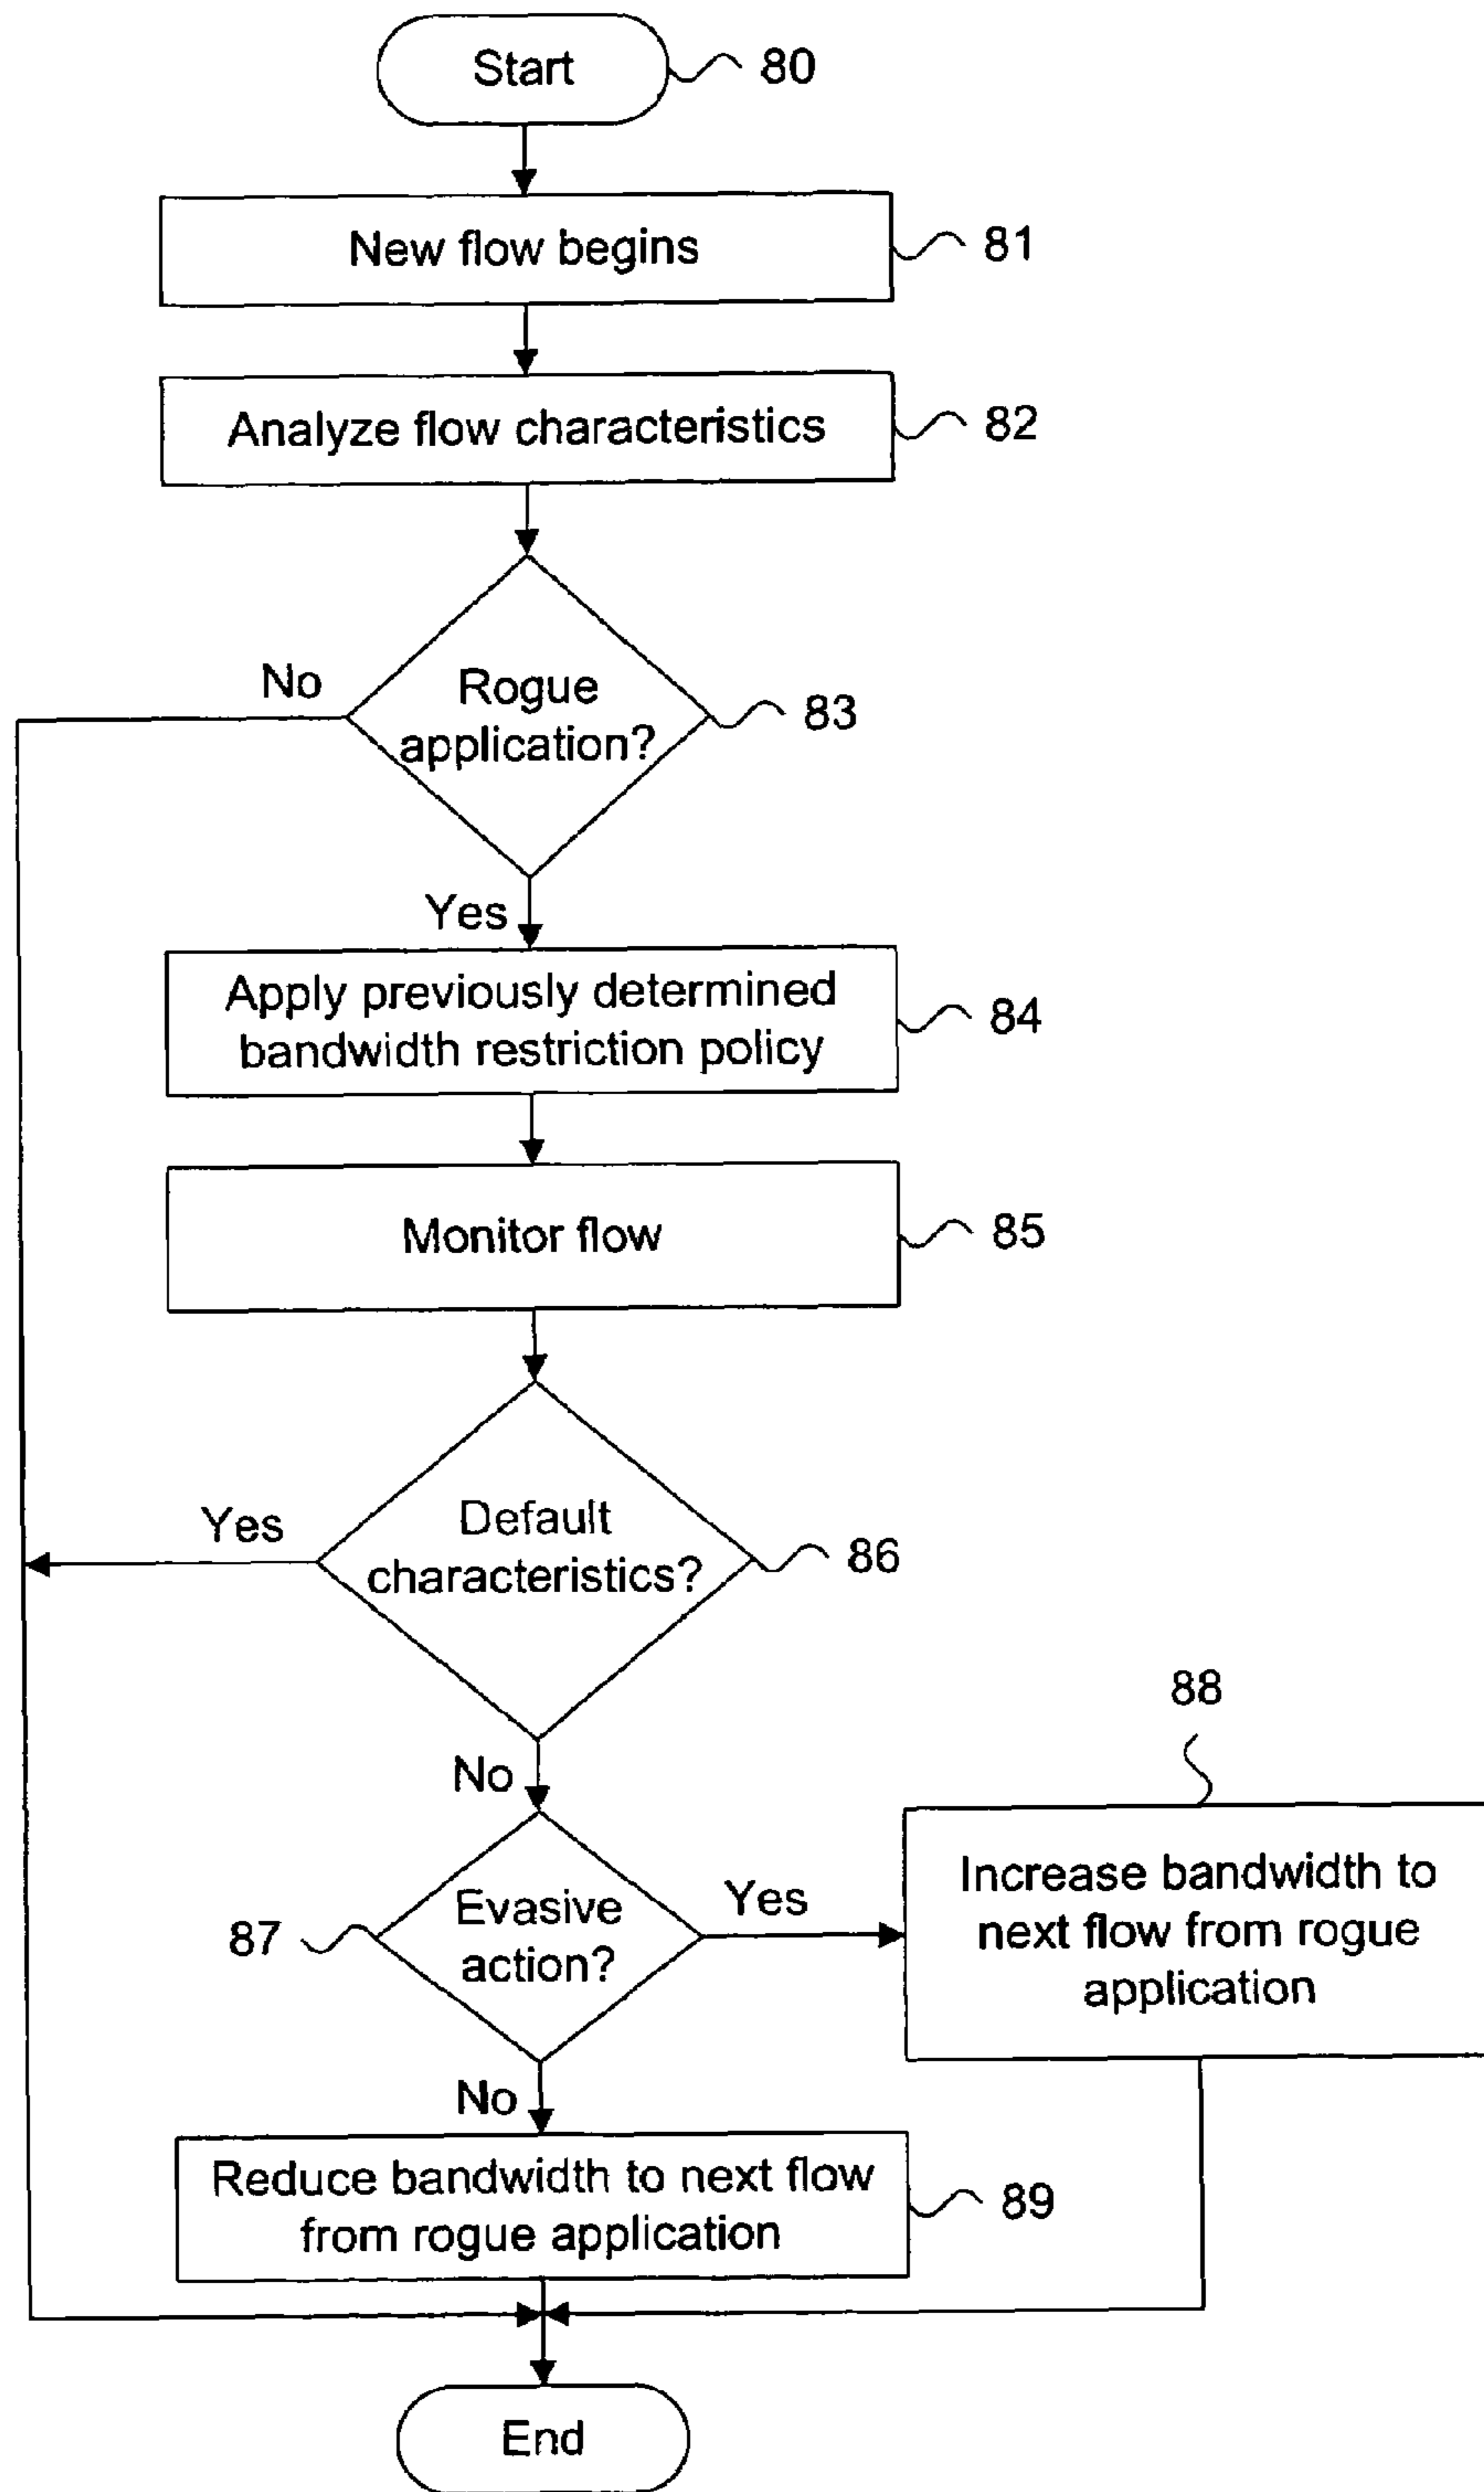 Start
80
New flow begins
81
Analyze flow characteristics
82
No
Rogue
application?
83
Yes
Apply previously determined
bandwidth restriction policy
84
Monitor flow
85
Yes
Default
characteristics?
86
No
88
87
Evasive
action?
Yes
Increase bandwidth to
next flow from rogue
application
No
Reduce bandwidth to next flow
from rogue application
89
End